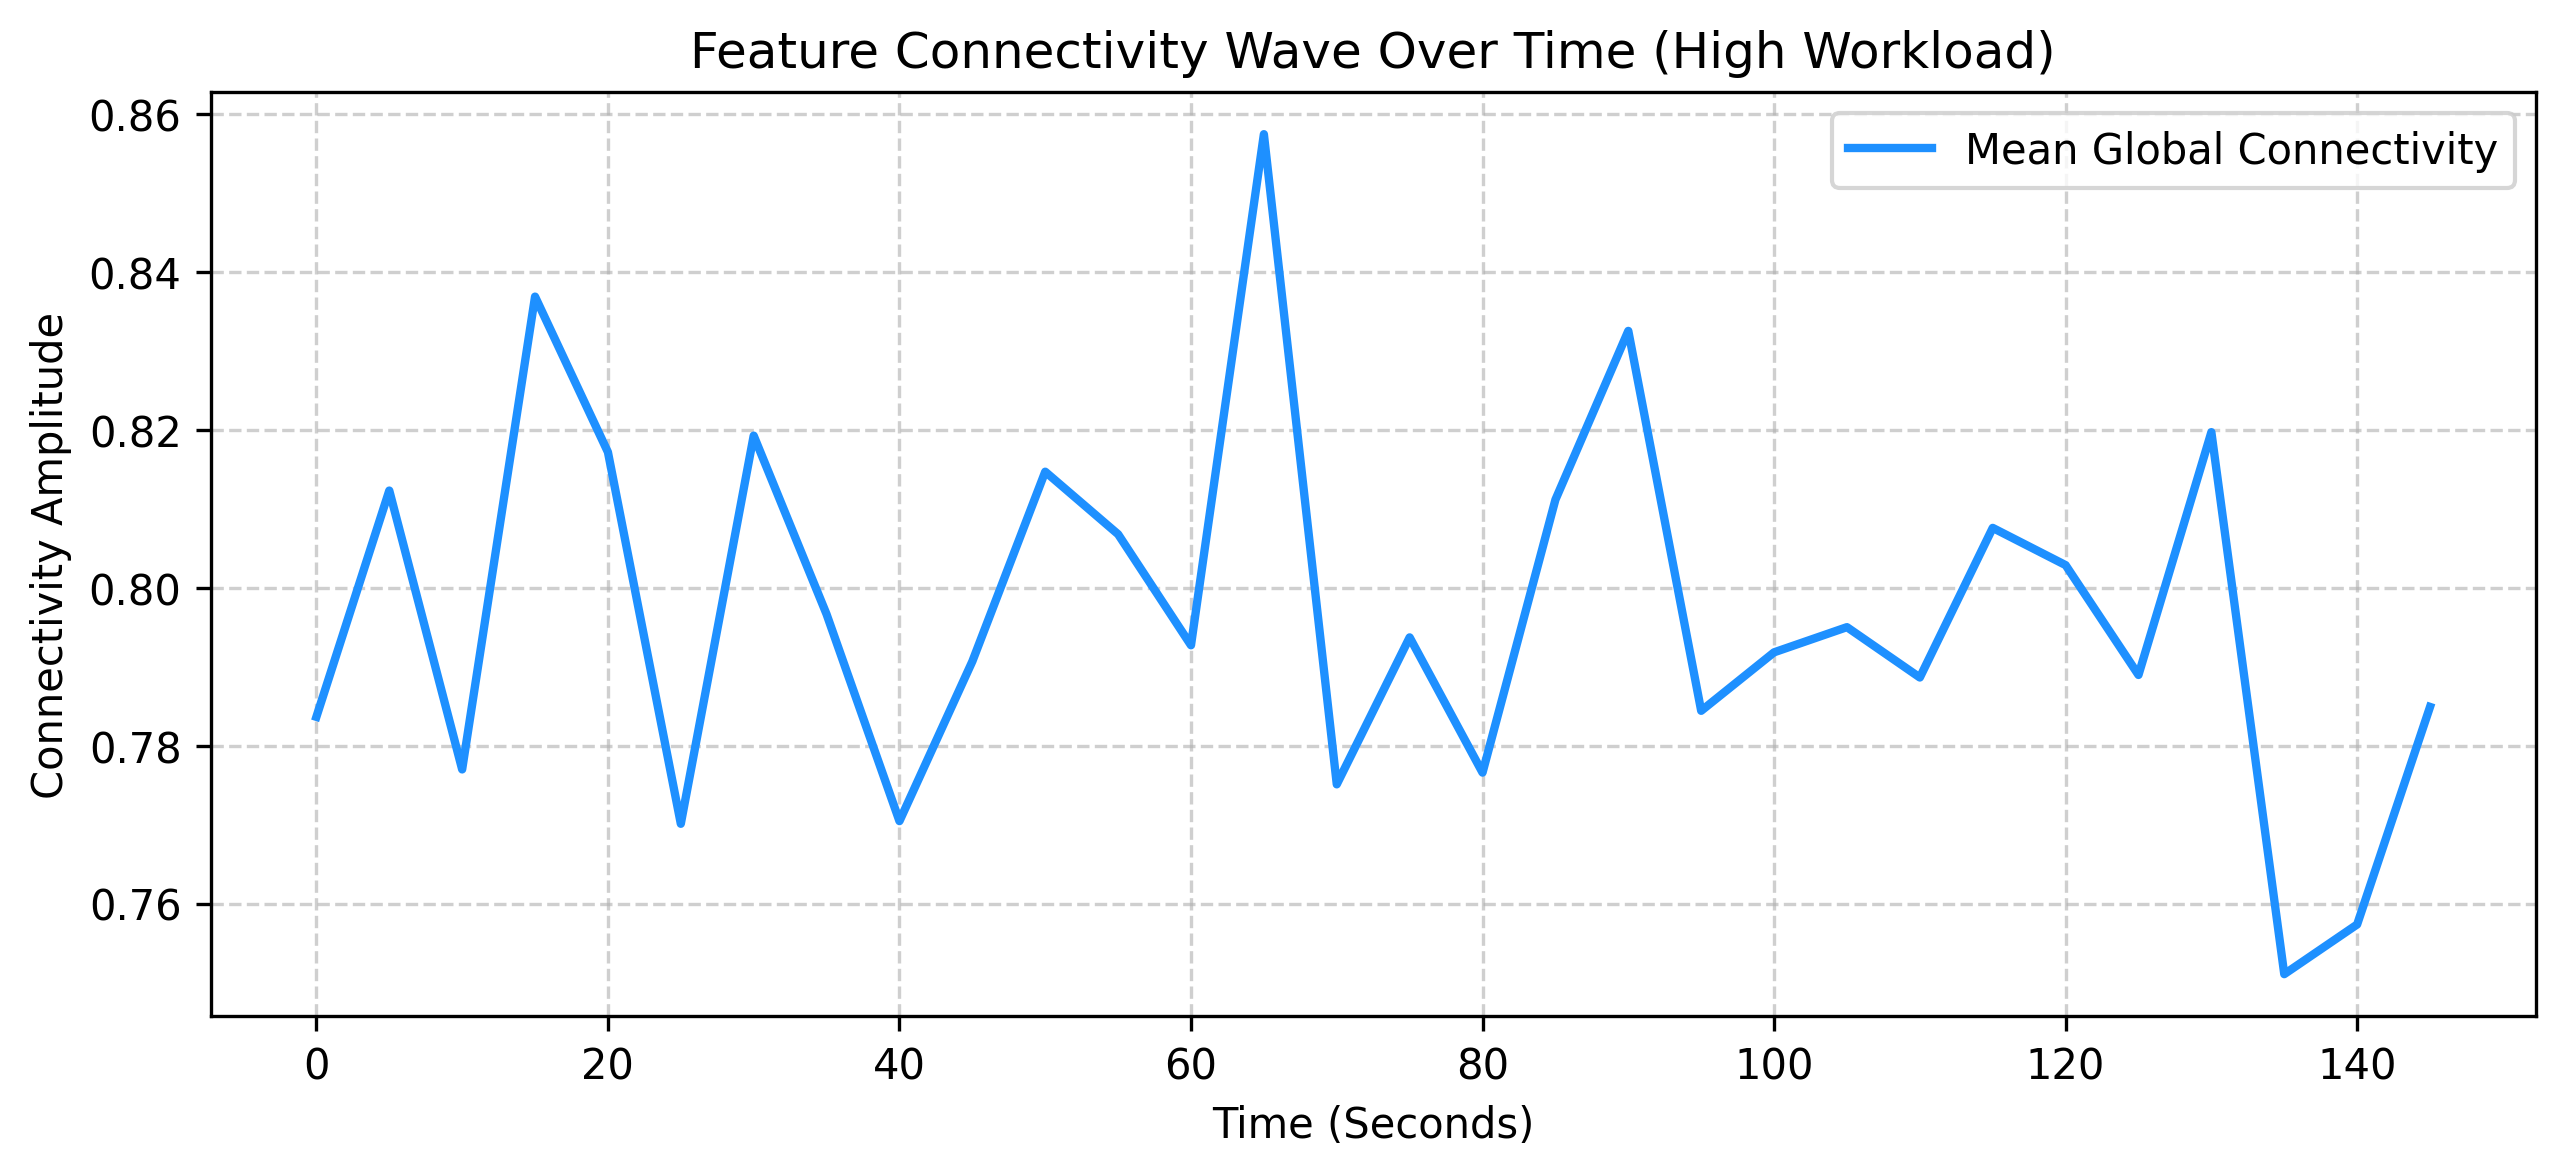 Feature Connectivity Wave Over Time (High Workload)
Mean Global Connectivity
Connectivity Amplitude
0.86
0.84
0.82
0.80
0.78
0.76
0 20 40 60 80 100 120 140
Time (Seconds)